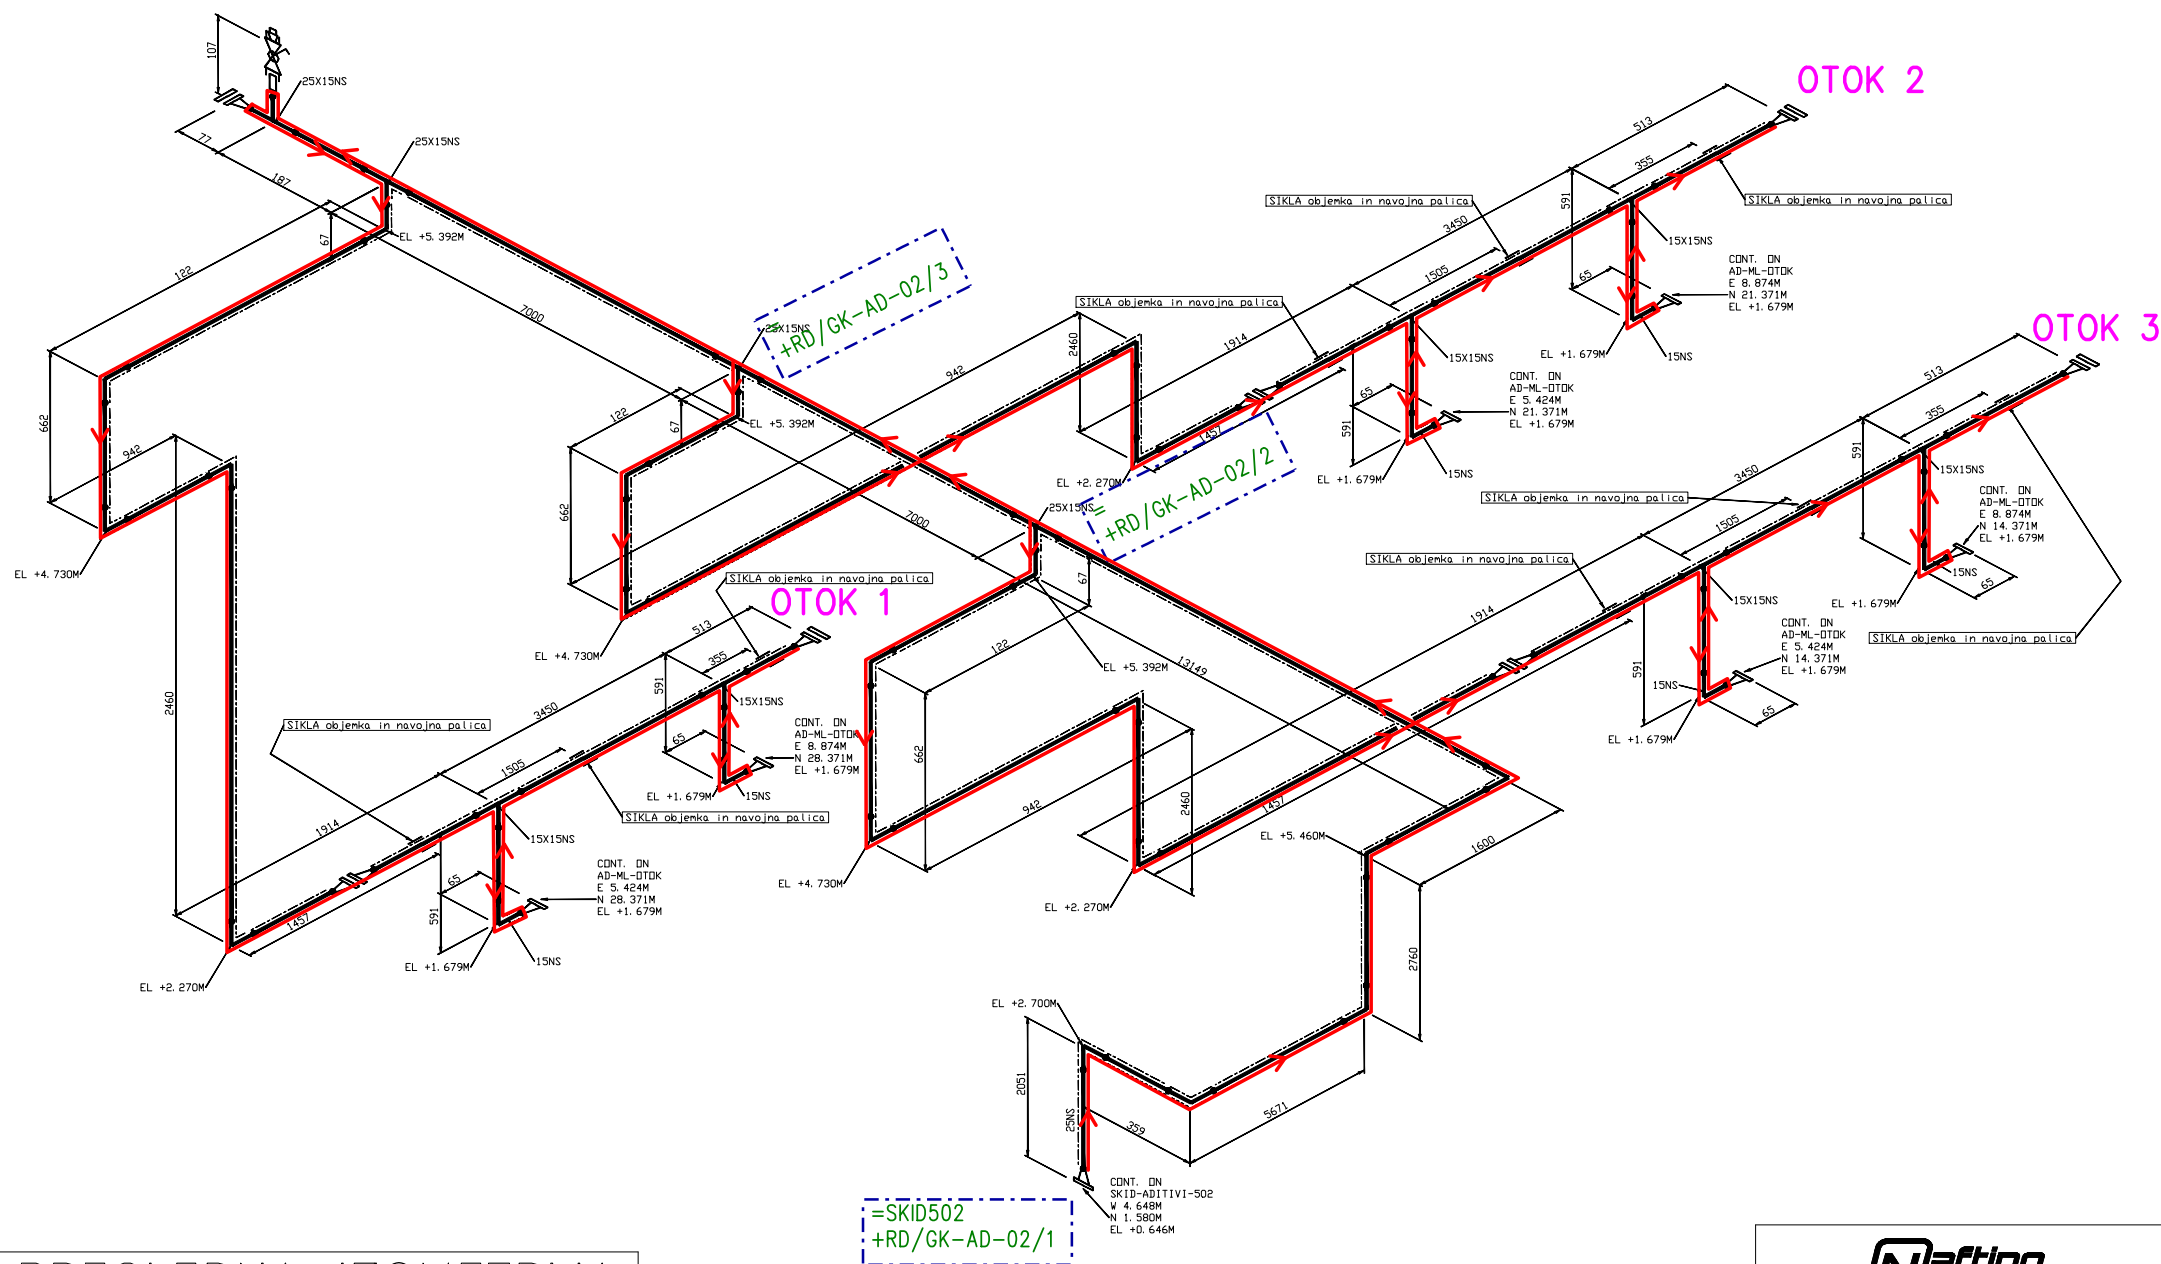 107
25X15NS
77
187
25X15NS
67
EL +5.392M
122
7000
662
942
EL +4.730M
2460
EL +2.270M
1457
1914
3450
1505
513
355
591
65
SIKLA objemka in navojna palica
SIKLA objemka in navojna palica
SIKLA objemka in navojna palica
OTOK 1
15X15NS
CONT. ON
AD-ML-OTOK
E 8.874M
N 28.371M
EL +1.679M
EL +1.679M
15NS
15X15NS
CONT. ON
AD-ML-OTOK
E 5.424M
N 28.371M
EL +1.679M
65
591
EL +1.679M
15NS
=
+RD/GK-AD-02/3
25X15NS
67
122
EL +5.392M
662
942
EL +4.730M
7000
2460
EL +2.270M
1457
1914
3450
1505
513
355
591
65
SIKLA objemka in navojna palica
SIKLA objemka in navojna palica
SIKLA objemka in navojna palica
OTOK 2
15X15NS
CONT. ON
AD-ML-OTOK
E 8.874M
N 21.371M
EL +1.679M
EL +1.679M
15NS
15X15NS
CONT. ON
AD-ML-OTOK
E 5.424M
N 21.371M
EL +1.679M
65
591
EL +1.679M
15NS
=
+RD/GK-AD-02/2
25X15NS
67
122
EL +5.392M
13149
662
942
EL +4.730M
2460
EL +2.270M
1457
1914
3450
1505
513
355
591
65
SIKLA objemka in navojna palica
SIKLA objemka in navojna palica
SIKLA objemka in navojna palica
OTOK 3
15X15NS
CONT. ON
AD-ML-OTOK
E 8.874M
N 14.371M
EL +1.679M
15NS
EL +1.679M
15X15NS
CONT. ON
AD-ML-OTOK
E 5.424M
N 14.371M
EL +1.679M
15NS
591
65
EL +1.679M
EL +5.460M
1600
2760
EL +2.700M
2051
25NS
359
5671
CONT. ON
SKID-ADITIVI-502
W 4.648M
N 1.580M
EL +0.646M
=SKID502
+RD/GK-AD-02/1
Nafting